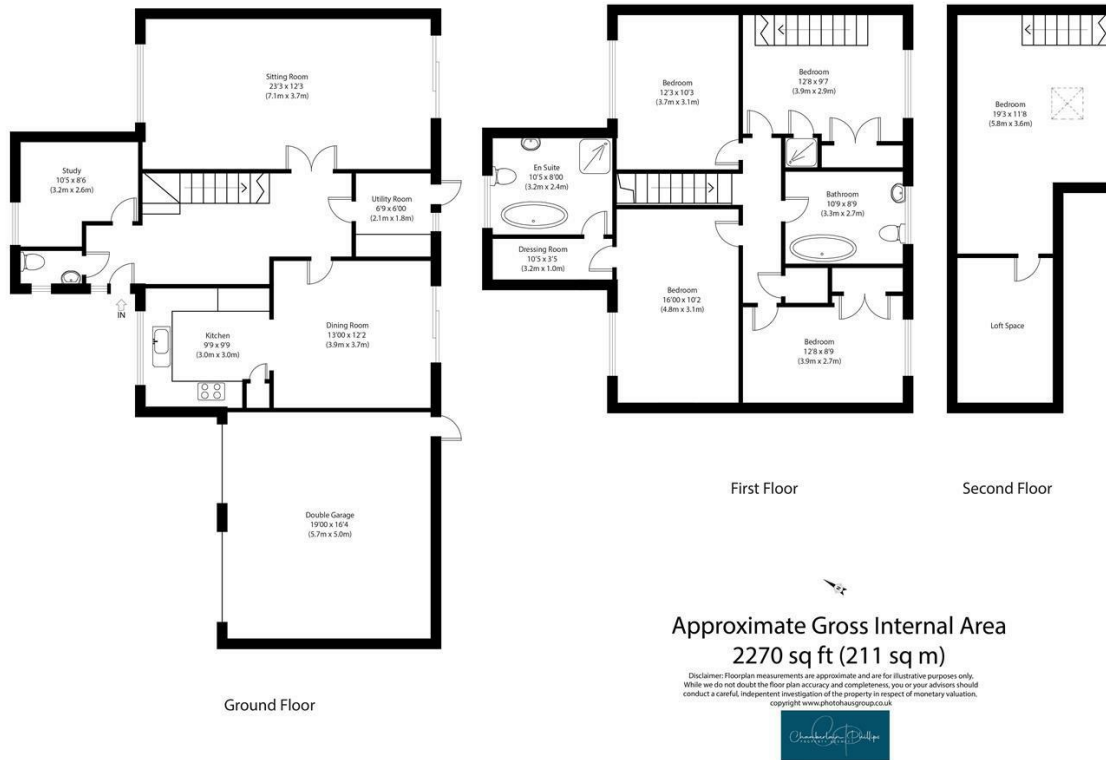 Sitting Room
23'3 x 12'3
(7.1m x 3.7m)
Study
10'5 x 8'6
(3.2m x 2.6m)
Utility Room
6'9 x 6'00
(2.1m x 1.8m)
IN
Kitchen
9'9 x 9'9
(3.0m x 3.0m)
Dining Room
13'00 x 12'2
(3.9m x 3.7m)
Double Garage
19'00 x 16'4
(5.7m x 5.0m)
Ground Floor
Bedroom
12'3 x 10'3
(3.7m x 3.1m)
Bedroom
12'8 x 9'7
(3.9m x 2.9m)
En Suite
10'5 x 8'00
(3.2m x 2.4m)
Bathroom
10'9 x 8'9
(3.3m x 2.7m)
Dressing Room
10'5 x 3'5
(3.2m x 1.0m)
Bedroom
16'00 x 10'2
(4.8m x 3.1m)
Bedroom
12'8 x 8'9
(3.9m x 2.7m)
First Floor
Bedroom
19'3 x 11'8
(5.8m x 3.6m)
Loft Space
Second Floor
Approximate Gross Internal Area
2270 sq ft (211 sq m)
Disclaimer: Floorplan measurements are approximate and are for illustrative purposes only.
While we do not doubt the floor plan accuracy and completeness, you or your advisors should
conduct a careful, independent investigation of the property in respect of monetary valuation.
copyright www.photohausgroup.co.uk
Chamberlain Phillips